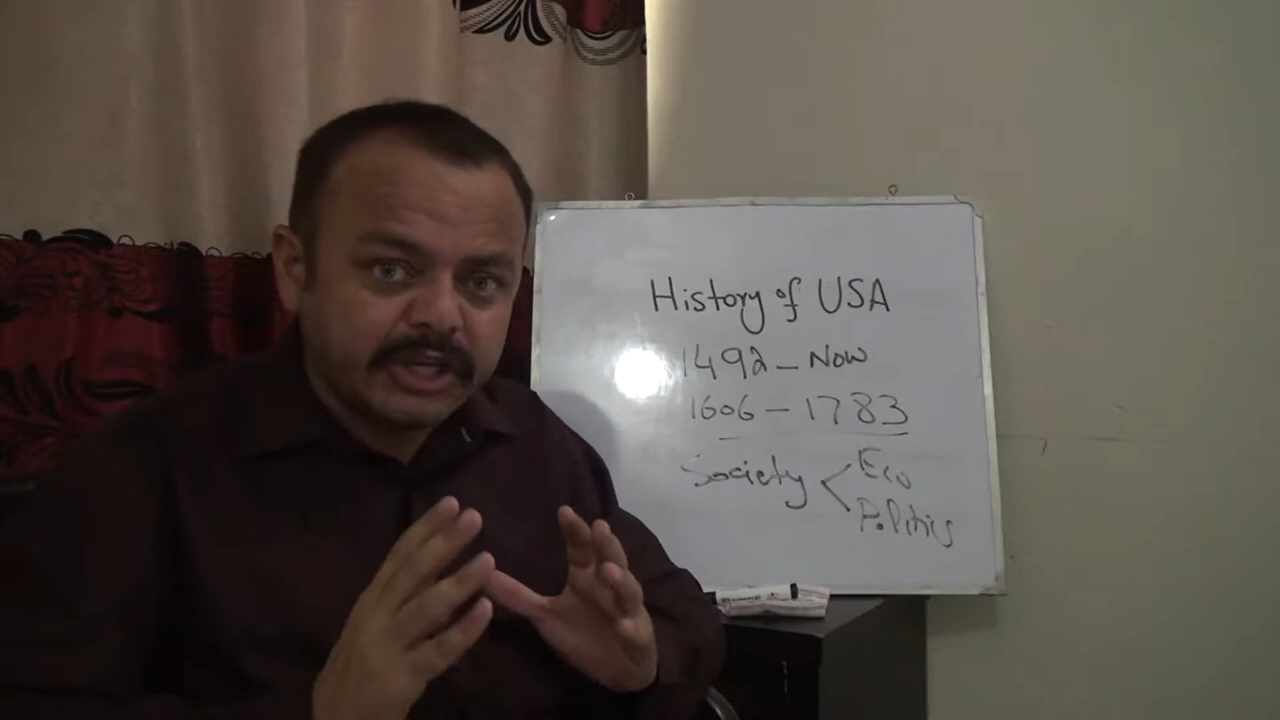 History of USA
1492 - Now
1606 - 1783
Society < Eco
Politics